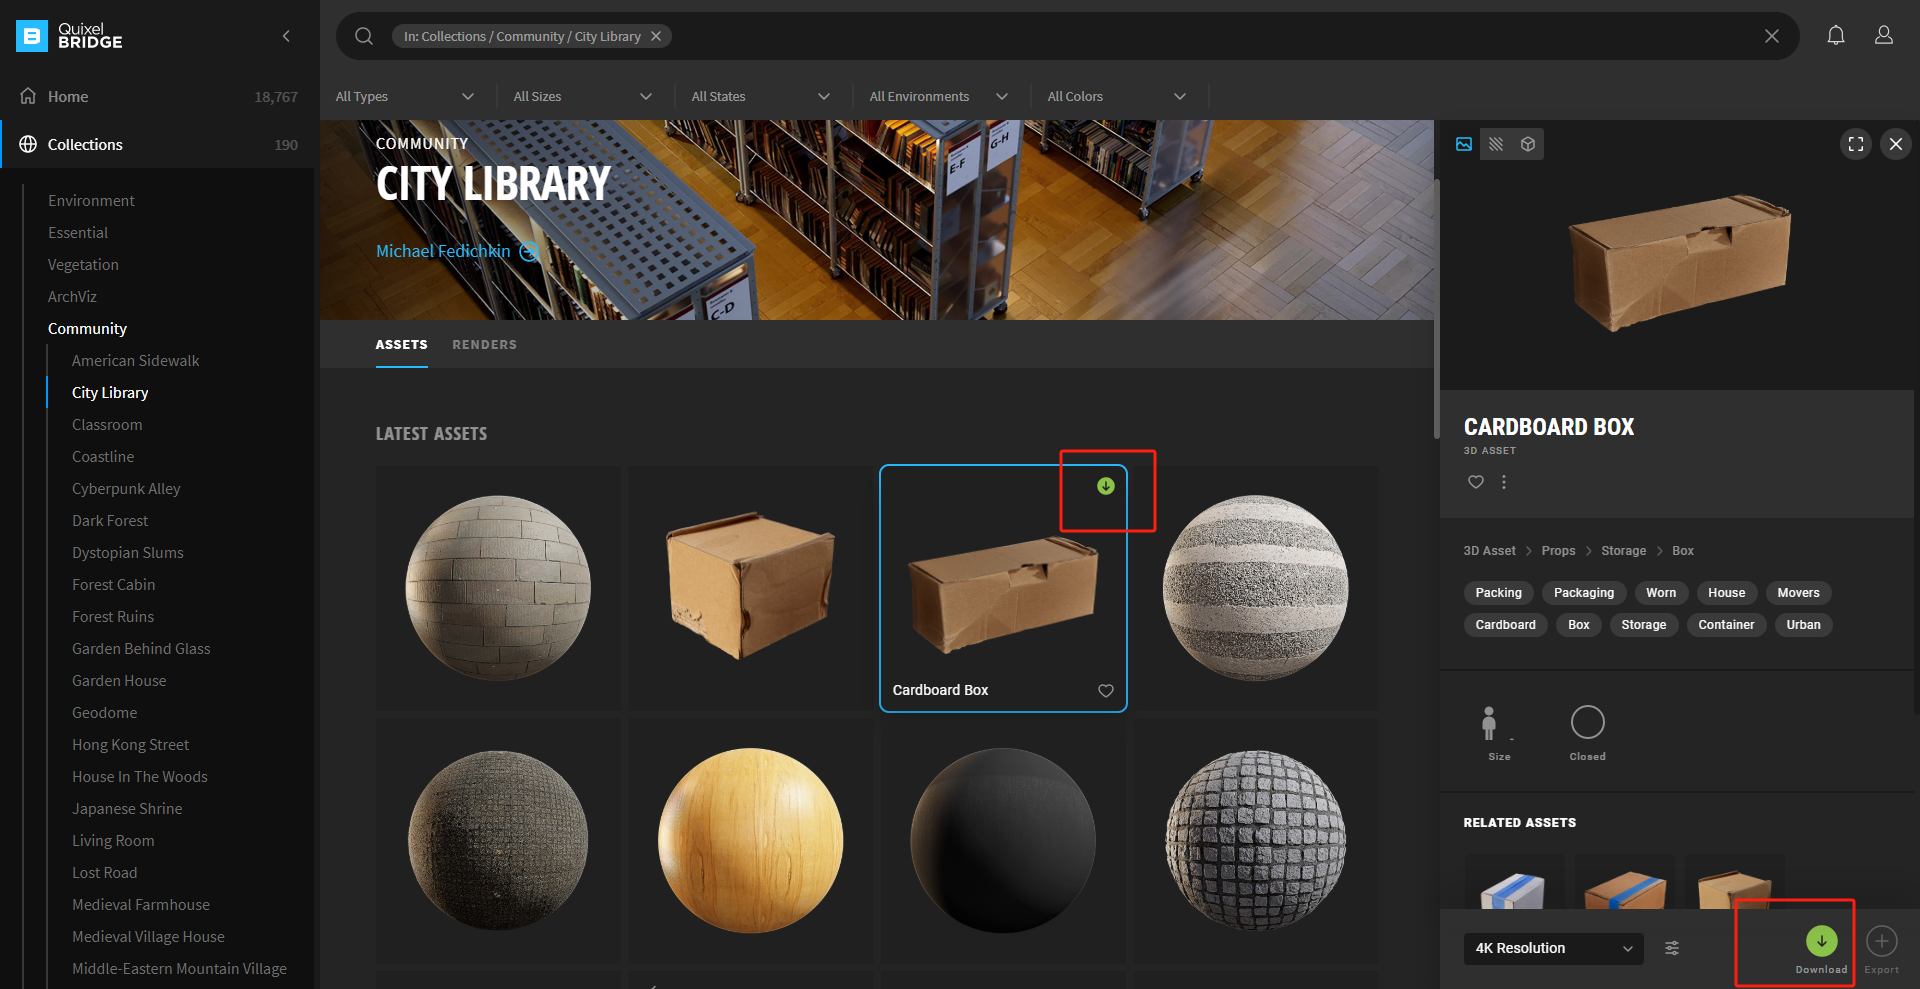 Quixel
BRIDGE
Home 18,767
Collections 190
Environment
Essential
Vegetation
ArchViz
Community
American Sidewalk
City Library
Classroom
Coastline
Cyberpunk Alley
Dark Forest
Dystopian Slums
Forest Cabin
Forest Ruins
Garden Behind Glass
Garden House
Geodome
Hong Kong Street
House In The Woods
Japanese Shrine
Living Room
Lost Road
Medieval Farmhouse
Medieval Village House
Middle-Eastern Mountain Village
In: Collections / Community / City Library
All Types All Sizes All States All Environments All Colors
COMMUNITY
CITY LIBRARY
Michael Fedichkin
E-F
G-H
C-D
ASSETS RENDERS
LATEST ASSETS
Cardboard Box
CARDBOARD BOX
3D ASSET
3D Asset Props Storage Box
Packing Packaging Worn House Movers
Cardboard Box Storage Container Urban
Size Closed
RELATED ASSETS
4K Resolution
Download Export